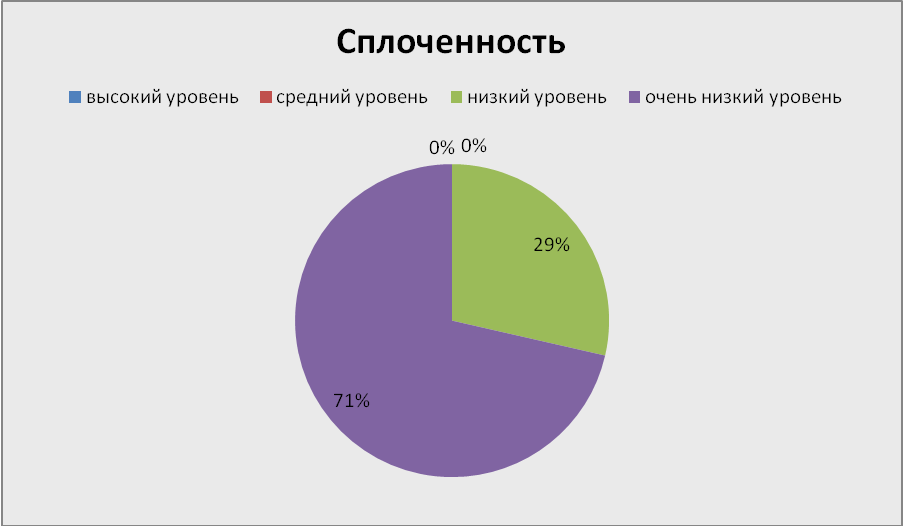 Сплоченность
высокий уровень средний уровень низкий уровень очень низкий уровень
0% 0%
29%
71%